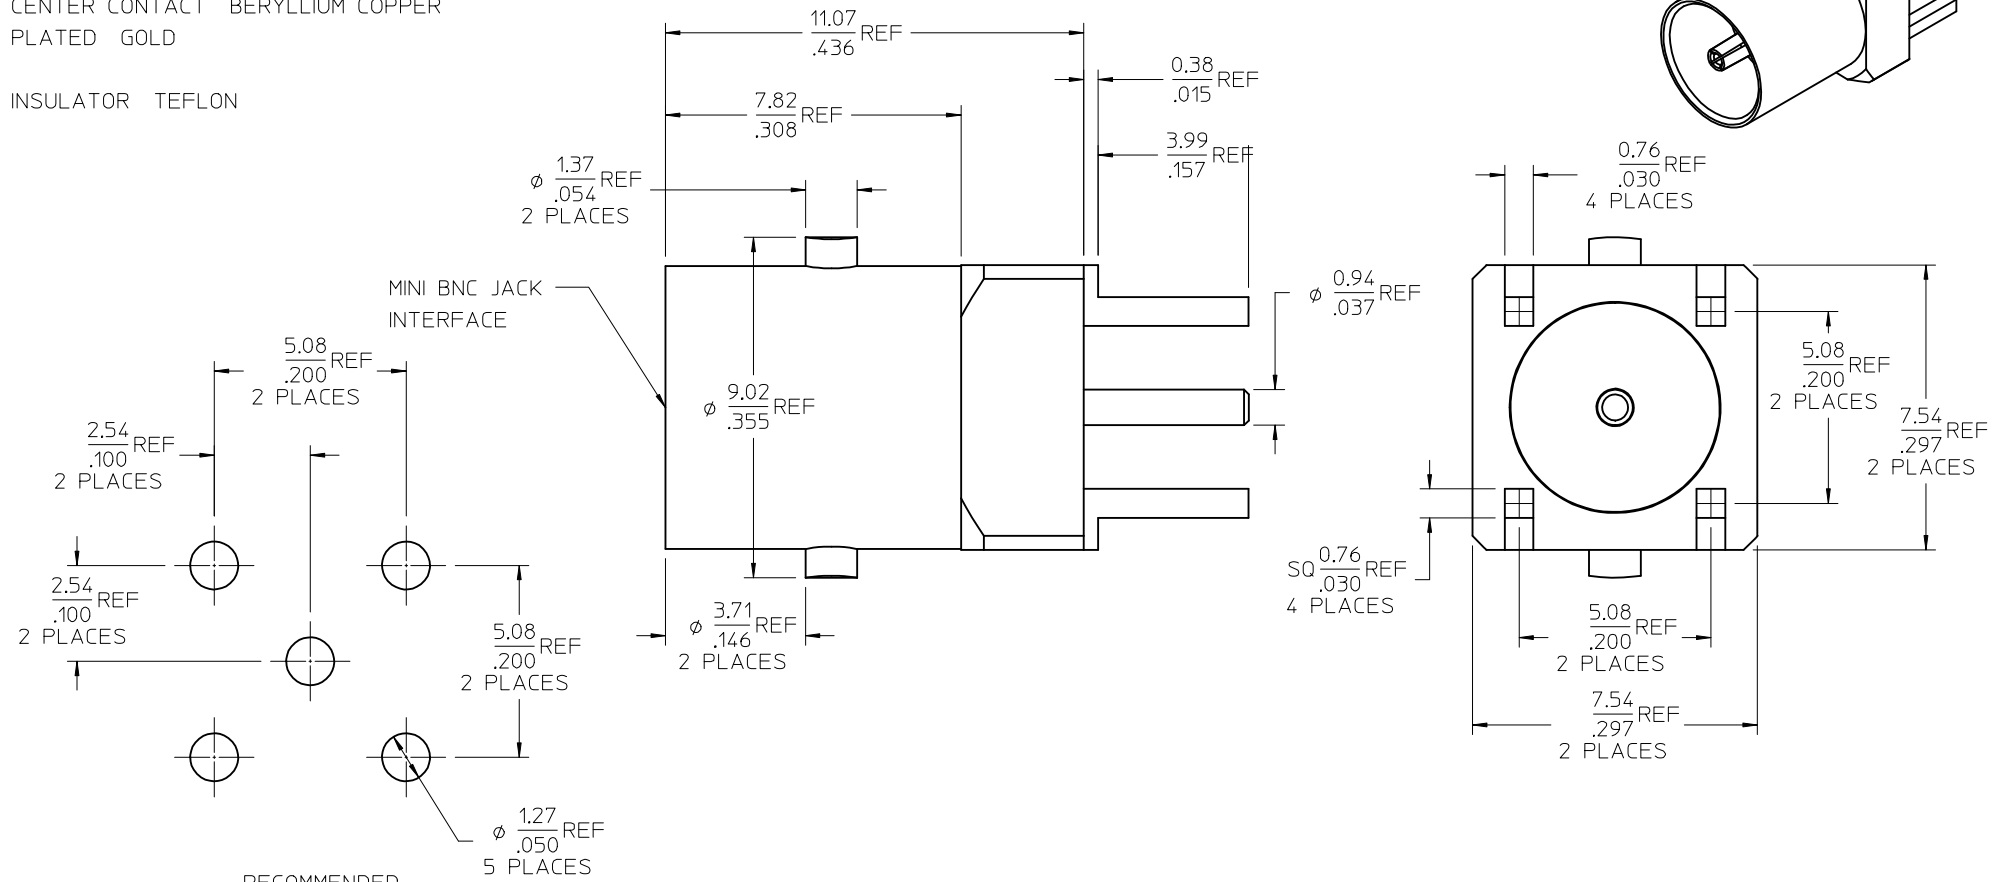 CENTER CONTACT BERYLLIUM COPPER
PLATED GOLD
INSULATOR TEFLON
11.07
.436
REF
7.82
.308
REF
0.38
.015
REF
3.99
.157
REF
ø 1.37
.054
REF
2 PLACES
MINI BNC JACK
INTERFACE
ø 9.02
.355
REF
ø 0.94
.037
REF
ø 3.71
.146
REF
2 PLACES
0.76
.030
REF
4 PLACES
5.08
.200
REF
2 PLACES
7.54
.297
REF
2 PLACES
SQ 0.76
.030
REF
4 PLACES
5.08
.200
REF
2 PLACES
7.54
.297
REF
2 PLACES
5.08
.200
REF
2 PLACES
2.54
.100
REF
2 PLACES
2.54
.100
REF
2 PLACES
5.08
.200
REF
2 PLACES
ø 1.27
.050
REF
5 PLACES
RECOMMENDED